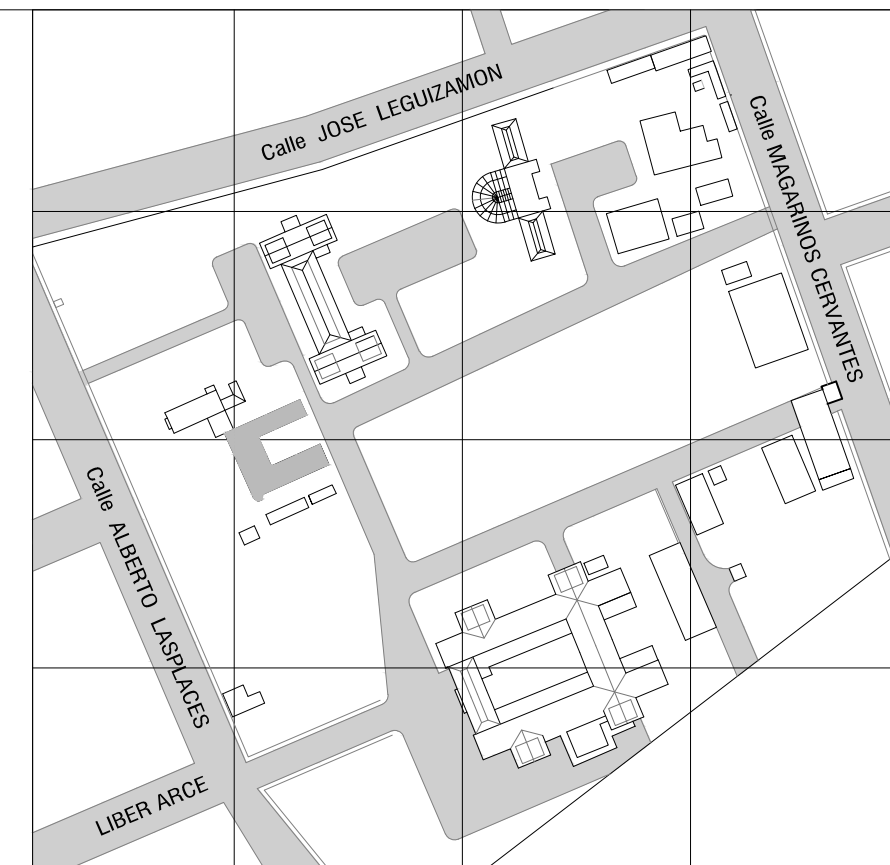 Calle JOSE LEGUIZAMON
Calle MAGARINOS CERVANTES
Calle ALBERTO LASPLACES
LIBER ARCE